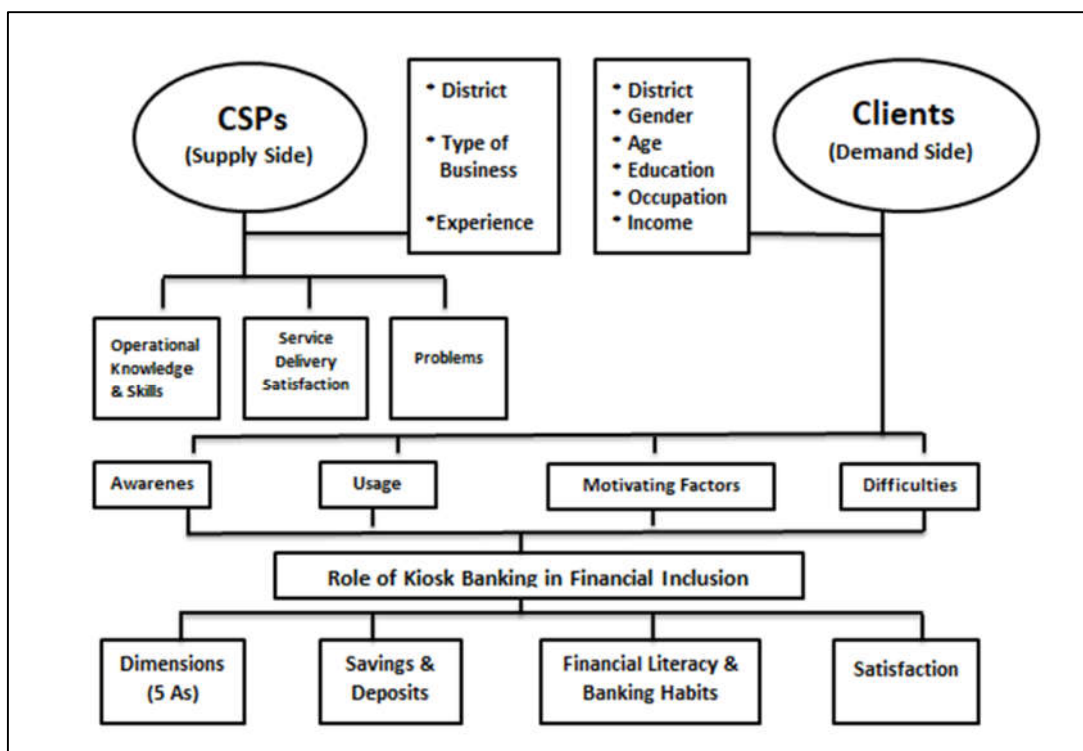 CSPs
(Supply Side)
* District
* Type of
Business
*Experience
* District
* Gender
* Age
* Education
* Occupation
* Income
Clients
(Demand Side)
Operational
Knowledge
& Skills
Service
Delivery
Satisfaction
Problems
Awarenes
Usage
Motivating Factors
Difficulties
Role of Kiosk Banking in Financial Inclusion
Dimensions
(5 As)
Savings &
Deposits
Financial Literacy &
Banking Habits
Satisfaction